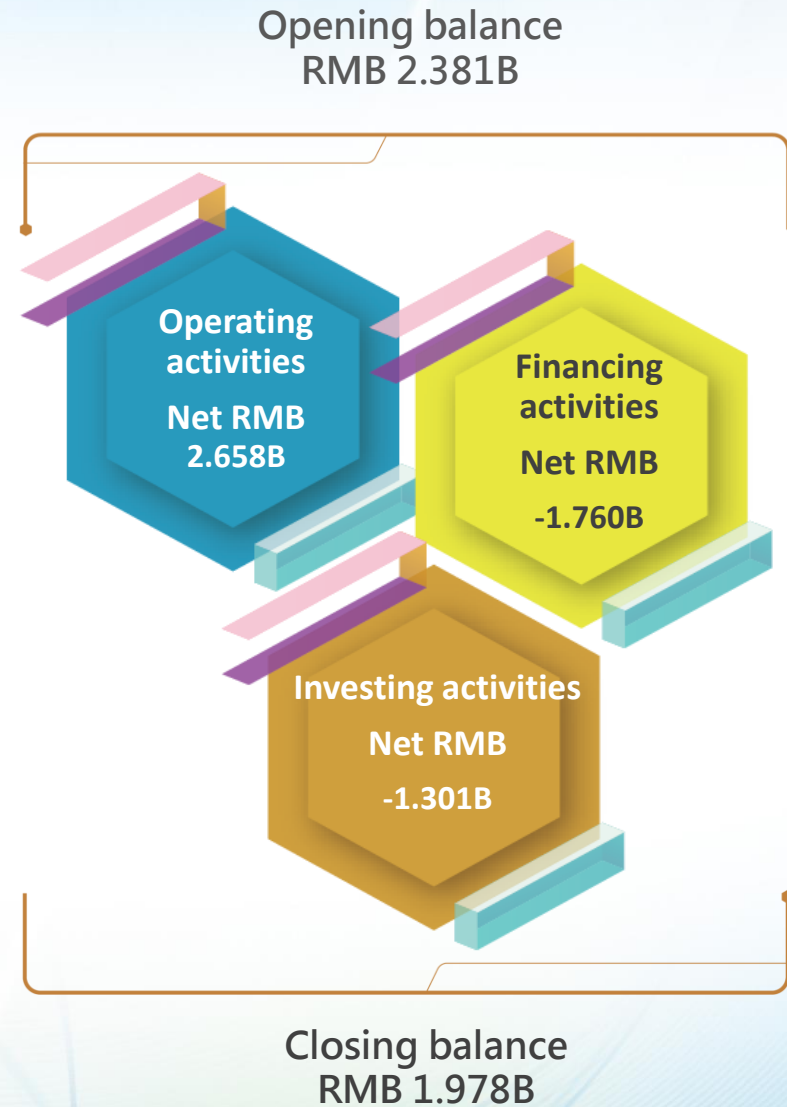 Opening balance
RMB 2.381B
Operating
activities
Net RMB
2.658B
Financing
activities
Net RMB
-1.760B
Investing activities
Net RMB
-1.301B
Closing balance
RMB 1.978B